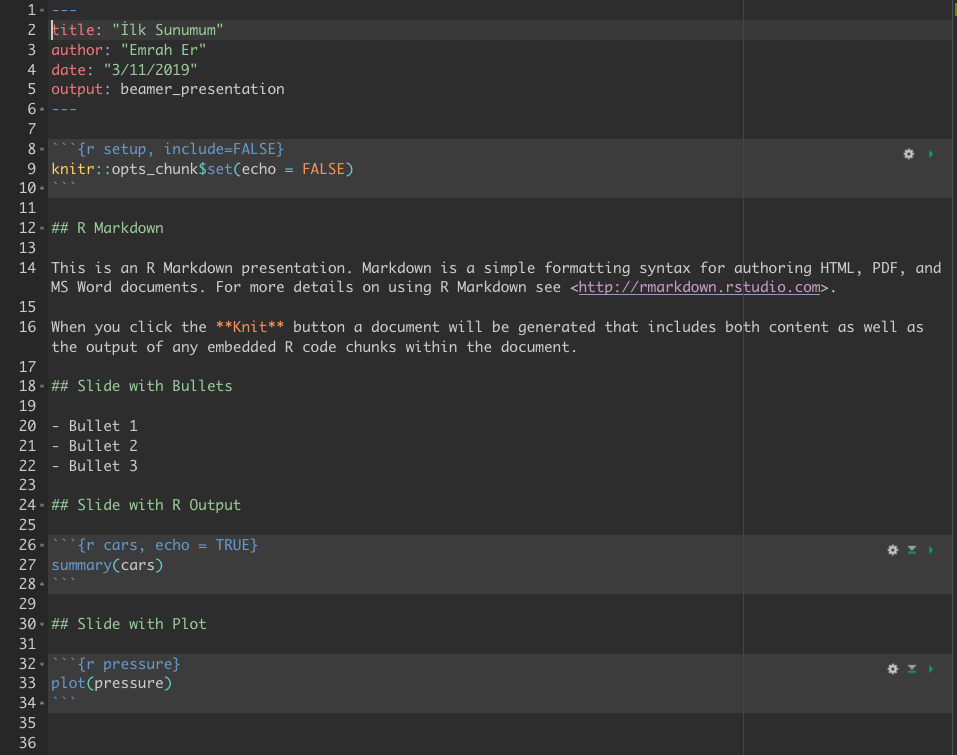 1 ---
2 title: "İlk Sunumum"
3 author: "Emrah Er"
4 date: "3/11/2019"
5 output: beamer_presentation
6 ---
7
8 ```{r setup, include=FALSE}
9 knitr::opts_chunk$set(echo = FALSE)
10 ```
11
12 ## R Markdown
13
14 This is an R Markdown presentation. Markdown is a simple formatting syntax for authoring HTML, PDF, and
MS Word documents. For more details on using R Markdown see <http://rmarkdown.rstudio.com>.
15
16 When you click the **Knit** button a document will be generated that includes both content as well as
the output of any embedded R code chunks within the document.
17
18 ## Slide with Bullets
19
20 - Bullet 1
21 - Bullet 2
22 - Bullet 3
23
24 ## Slide with R Output
25
26 ```{r cars, echo = TRUE}
27 summary(cars)
28 ```
29
30 ## Slide with Plot
31
32 ```{r pressure}
33 plot(pressure)
34 ```
35
36